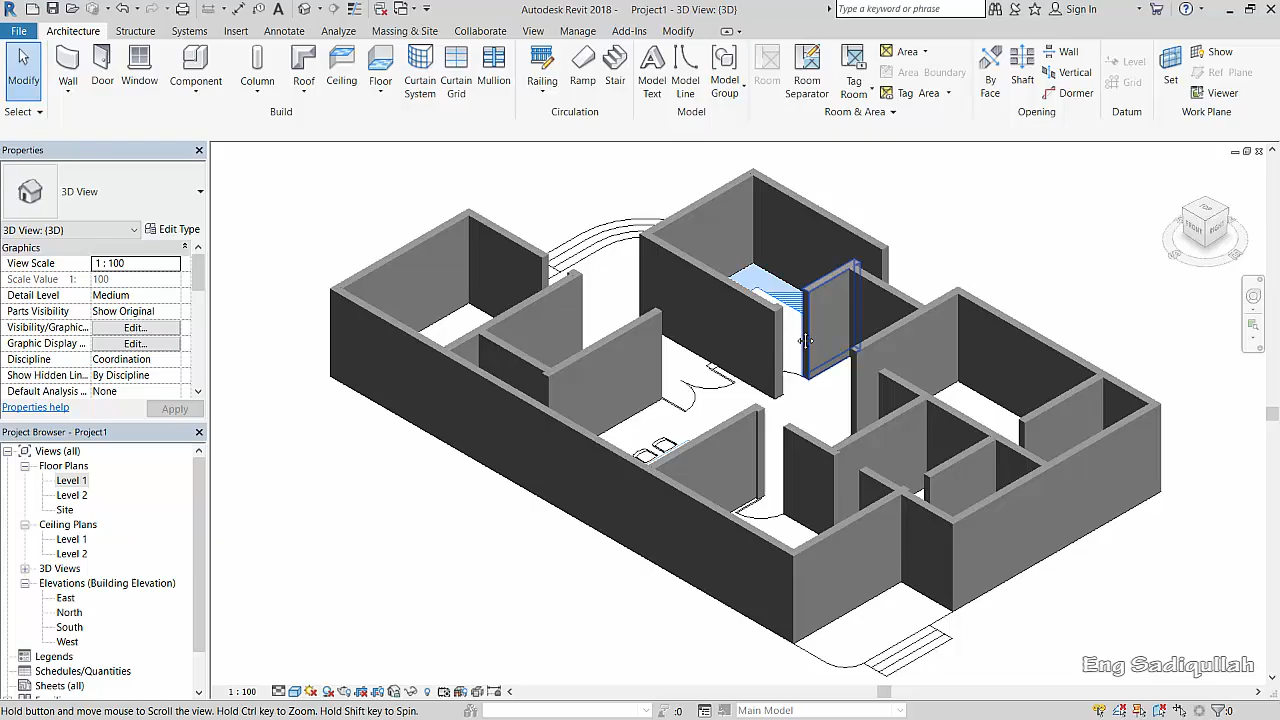 Autodesk Revit 2018 - Project1 - 3D View: {3D}
Type a keyword or phrase
Sign In
File Architecture Structure Systems Insert Annotate Analyze Massing & Site Collaborate View Manage Add-Ins Modify
Modify
Wall
Door
Window
Component
Column
Roof
Ceiling
Floor
Curtain System
Curtain Grid
Mullion
Railing
Ramp
Stair
Model Text
Model Line
Model Group
Room
Room Separator
Tag Room
Area
Area Boundary
Tag Area
By Face
Shaft
Wall
Vertical
Dormer
Level
Grid
Set
Show
Ref Plane
Viewer
Select
Build
Circulation
Model
Room & Area
Opening
Datum
Work Plane
Properties
3D View
3D View: {3D}
Edit Type
Graphics
View Scale 1 : 100
Scale Value 1: 100
Detail Level Medium
Parts Visibility Show Original
Visibility/Graphic... Edit...
Graphic Display ... Edit...
Discipline Coordination
Show Hidden Lin... By Discipline
Default Analysis ... None
Properties help
Apply
Project Browser - Project1
Views (all)
Floor Plans
Level 1
Level 2
Site
Ceiling Plans
Level 1
Level 2
3D Views
Elevations (Building Elevation)
East
North
South
West
Legends
Schedules/Quantities
Sheets (all)
TOP
FRONT
RIGHT
Eng Sadiqullah
1 : 100
Hold button and move mouse to Scroll the view. Hold Ctrl key to Zoom. Hold Shift key to Spin.
:0
Main Model
:0